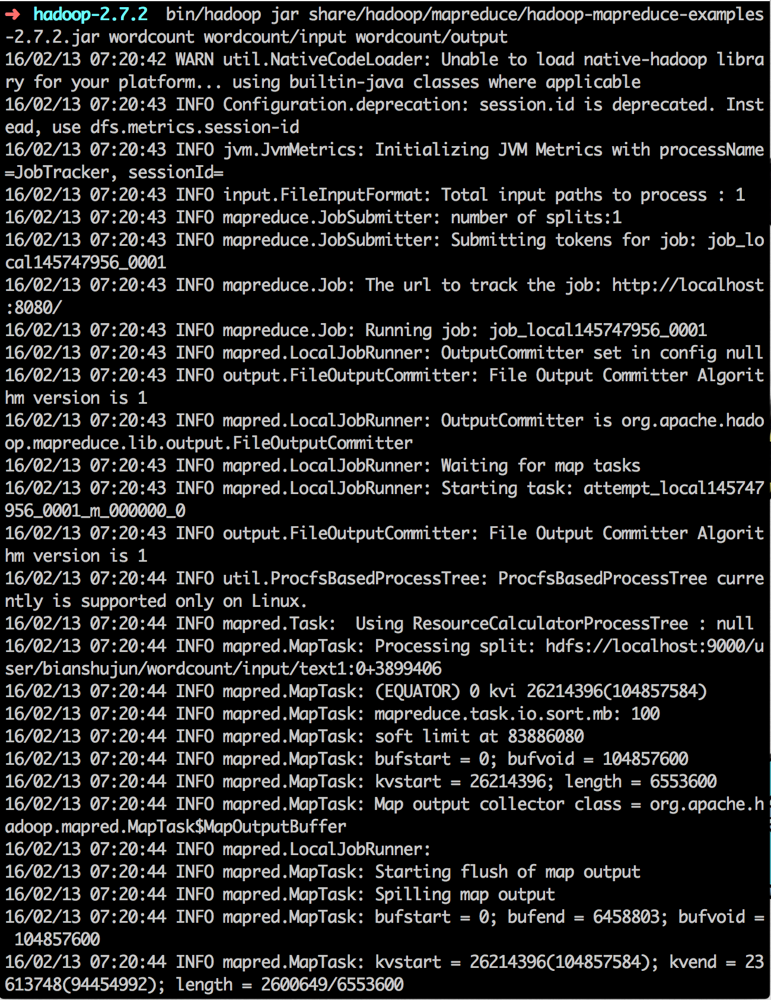 ➜ hadoop-2.7.2 bin/hadoop jar share/hadoop/mapreduce/hadoop-mapreduce-examples
-2.7.2.jar wordcount wordcount/input wordcount/output
16/02/13 07:20:42 WARN util.NativeCodeLoader: Unable to load native-hadoop libra
ry for your platform... using builtin-java classes where applicable
16/02/13 07:20:43 INFO Configuration.deprecation: session.id is deprecated. Inst
ead, use dfs.metrics.session-id
16/02/13 07:20:43 INFO jvm.JvmMetrics: Initializing JVM Metrics with processName
=JobTracker, sessionId=
16/02/13 07:20:43 INFO input.FileInputFormat: Total input paths to process : 1
16/02/13 07:20:43 INFO mapreduce.JobSubmitter: number of splits:1
16/02/13 07:20:43 INFO mapreduce.JobSubmitter: Submitting tokens for job: job_lo
cal145747956_0001
16/02/13 07:20:43 INFO mapreduce.Job: The url to track the job: http://localhost
:8080/
16/02/13 07:20:43 INFO mapreduce.Job: Running job: job_local145747956_0001
16/02/13 07:20:43 INFO mapred.LocalJobRunner: OutputCommitter set in config null
16/02/13 07:20:43 INFO output.FileOutputCommitter: File Output Committer Algorit
hm version is 1
16/02/13 07:20:43 INFO mapred.LocalJobRunner: OutputCommitter is org.apache.hado
op.mapreduce.lib.output.FileOutputCommitter
16/02/13 07:20:43 INFO mapred.LocalJobRunner: Waiting for map tasks
16/02/13 07:20:43 INFO mapred.LocalJobRunner: Starting task: attempt_local145747
956_0001_m_000000_0
16/02/13 07:20:43 INFO output.FileOutputCommitter: File Output Committer Algorit
hm version is 1
16/02/13 07:20:44 INFO util.ProcfsBasedProcessTree: ProcfsBasedProcessTree curre
ntly is supported only on Linux.
16/02/13 07:20:44 INFO mapred.Task:  Using ResourceCalculatorProcessTree : null
16/02/13 07:20:44 INFO mapred.MapTask: Processing split: hdfs://localhost:9000/u
ser/bianshujun/wordcount/input/text1:0+3899406
16/02/13 07:20:44 INFO mapred.MapTask: (EQUATOR) 0 kvi 26214396(104857584)
16/02/13 07:20:44 INFO mapred.MapTask: mapreduce.task.io.sort.mb: 100
16/02/13 07:20:44 INFO mapred.MapTask: soft limit at 83886080
16/02/13 07:20:44 INFO mapred.MapTask: bufstart = 0; bufvoid = 104857600
16/02/13 07:20:44 INFO mapred.MapTask: kvstart = 26214396; length = 6553600
16/02/13 07:20:44 INFO mapred.MapTask: Map output collector class = org.apache.h
adoop.mapred.MapTask$MapOutputBuffer
16/02/13 07:20:44 INFO mapred.LocalJobRunner:
16/02/13 07:20:44 INFO mapred.MapTask: Starting flush of map output
16/02/13 07:20:44 INFO mapred.MapTask: Spilling map output
16/02/13 07:20:44 INFO mapred.MapTask: bufstart = 0; bufend = 6458803; bufvoid =
 104857600
16/02/13 07:20:44 INFO mapred.MapTask: kvstart = 26214396(104857584); kvend = 23
613748(94454992); length = 2600649/6553600